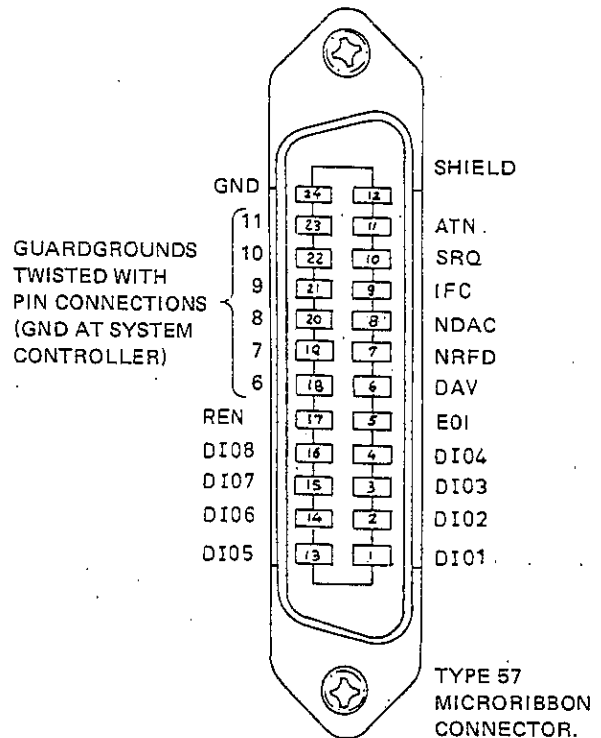 SHIELD
GND 24 12
11 23 11 ATN.
10 22 10 SRQ
9 21 9 IFC
8 20 8 NDAC
7 19 7 NRFD
6 18 6 DAV
GUARDGROUNDS
TWISTED WITH
PIN CONNECTIONS
(GND AT SYSTEM
CONTROLLER)
REN 17 5 EOI
DIO8 16 4 DIO4
DIO7 15 3 DIO3
DIO6 14 2 DIO2
DIO5 13 1 DIO1
TYPE 57
MICRORIBBON
CONNECTOR.